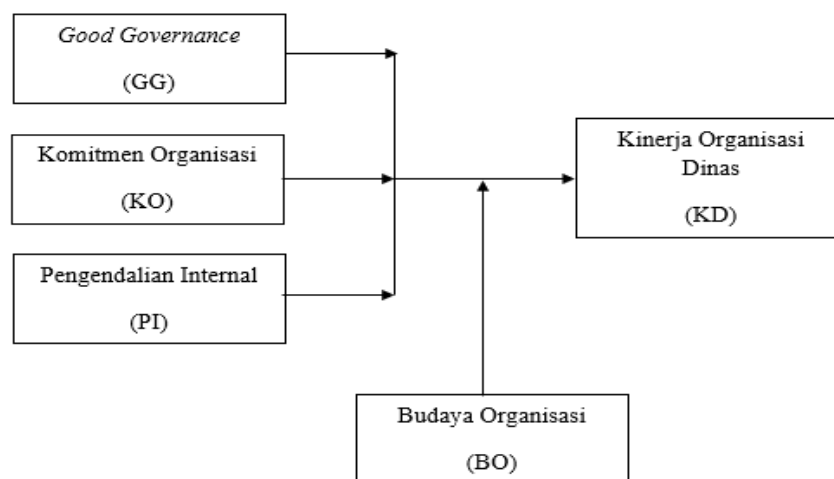 Good Governance
(GG)
Komitmen Organisasi
(KO)
Pengendalian Internal
(PI)
Kinerja Organisasi
Dinas
(KD)
Budaya Organisasi
(BO)